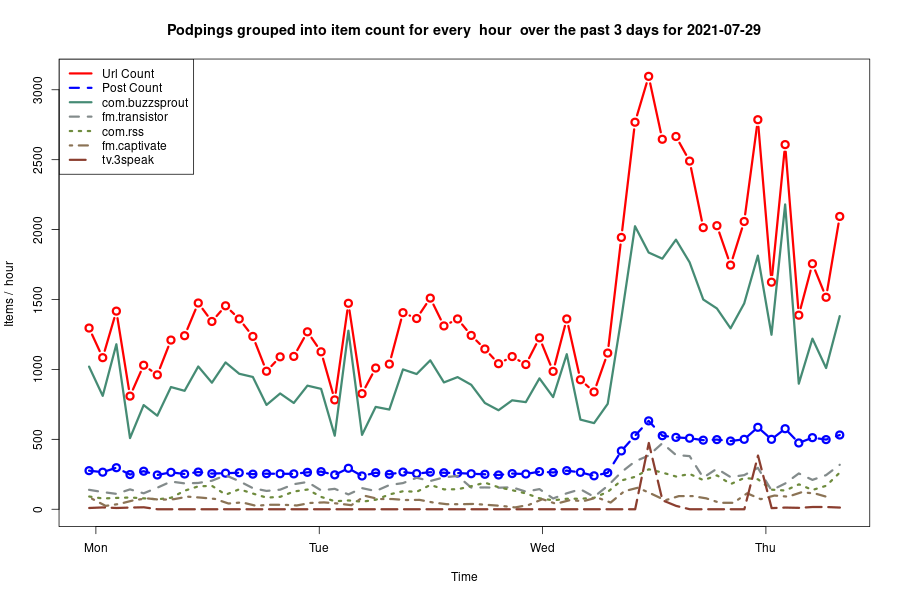 Podpings grouped into item count for every  hour  over the past 3 days for 2021-07-29
Url Count
Post Count
com.buzzsprout
fm.transistor
com.rss
fm.captivate
tv.3speak
Items /  hour
3000
2500
2000
1500
1000
500
0
Mon
Tue
Wed
Thu
Time